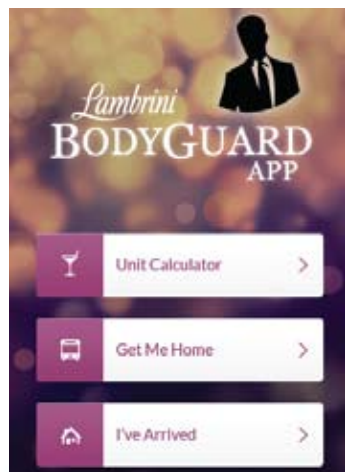 Lambrini
BODYGUARD
APP
Unit Calculator
Get Me Home
I've Arrived